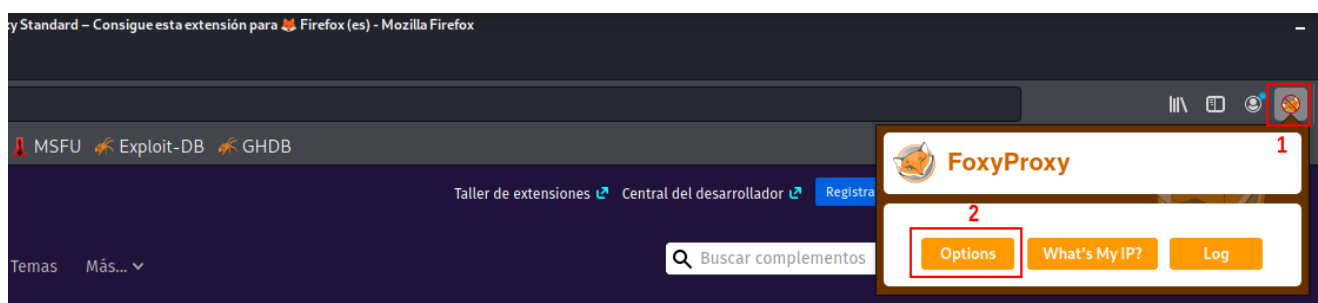 y Standard – Consigue esta extensión para 🦊 Firefox (es) - Mozilla Firefox
1
MSFU Exploit-DB GHDB
FoxyProxy
Taller de extensiones Central del desarrollador Registra
2
Temas Más...
Buscar complementos
Options What's My IP? Log